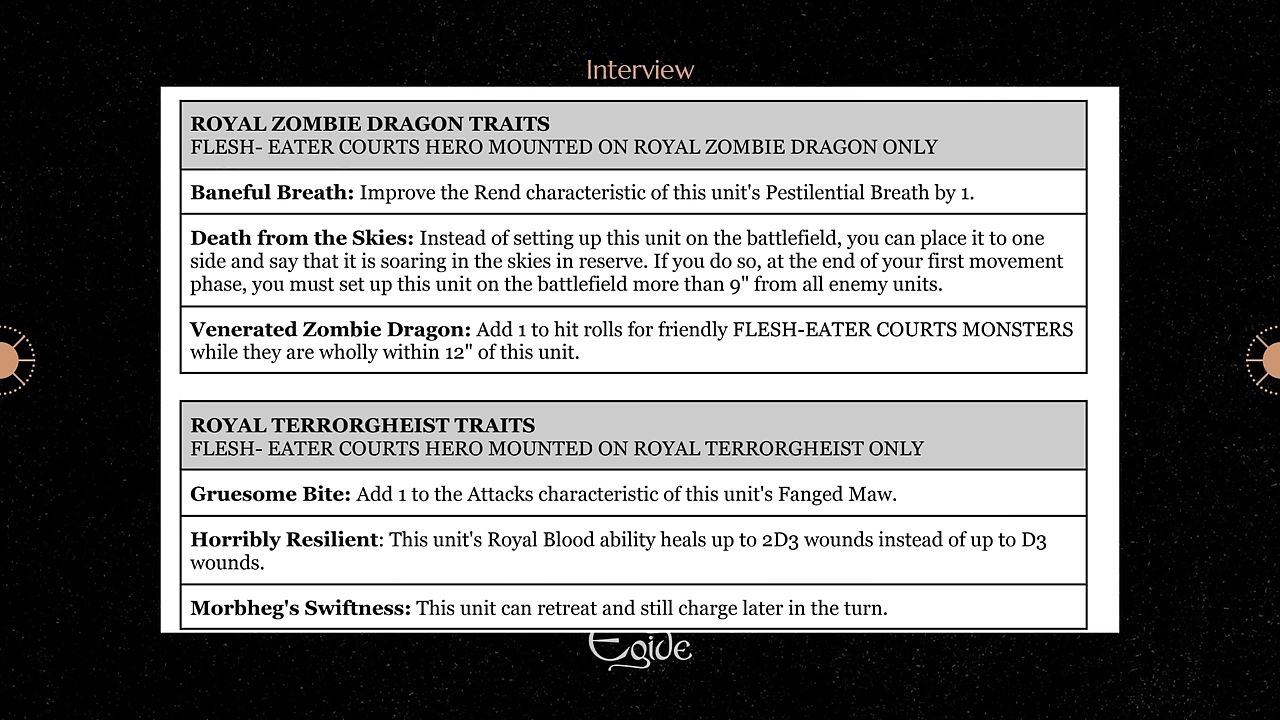 Interview
ROYAL ZOMBIE DRAGON TRAITS
FLESH- EATER COURTS HERO MOUNTED ON ROYAL ZOMBIE DRAGON ONLY
Baneful Breath: Improve the Rend characteristic of this unit's Pestilential Breath by 1.
Death from the Skies: Instead of setting up this unit on the battlefield, you can place it to one
side and say that it is soaring in the skies in reserve. If you do so, at the end of your first movement
phase, you must set up this unit on the battlefield more than 9" from all enemy units.
Venerated Zombie Dragon: Add 1 to hit rolls for friendly FLESH-EATER COURTS MONSTERS
while they are wholly within 12" of this unit.
ROYAL TERRORGHEIST TRAITS
FLESH- EATER COURTS HERO MOUNTED ON ROYAL TERRORGHEIST ONLY
Gruesome Bite: Add 1 to the Attacks characteristic of this unit's Fanged Maw.
Horribly Resilient: This unit's Royal Blood ability heals up to 2D3 wounds instead of up to D3
wounds.
Morbheg's Swiftness: This unit can retreat and still charge later in the turn.
Egide